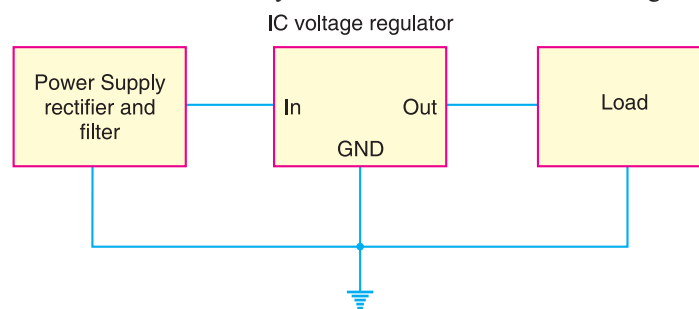 IC voltage regulator
Power Supply
rectifier and
filter
In
Out
GND
Load